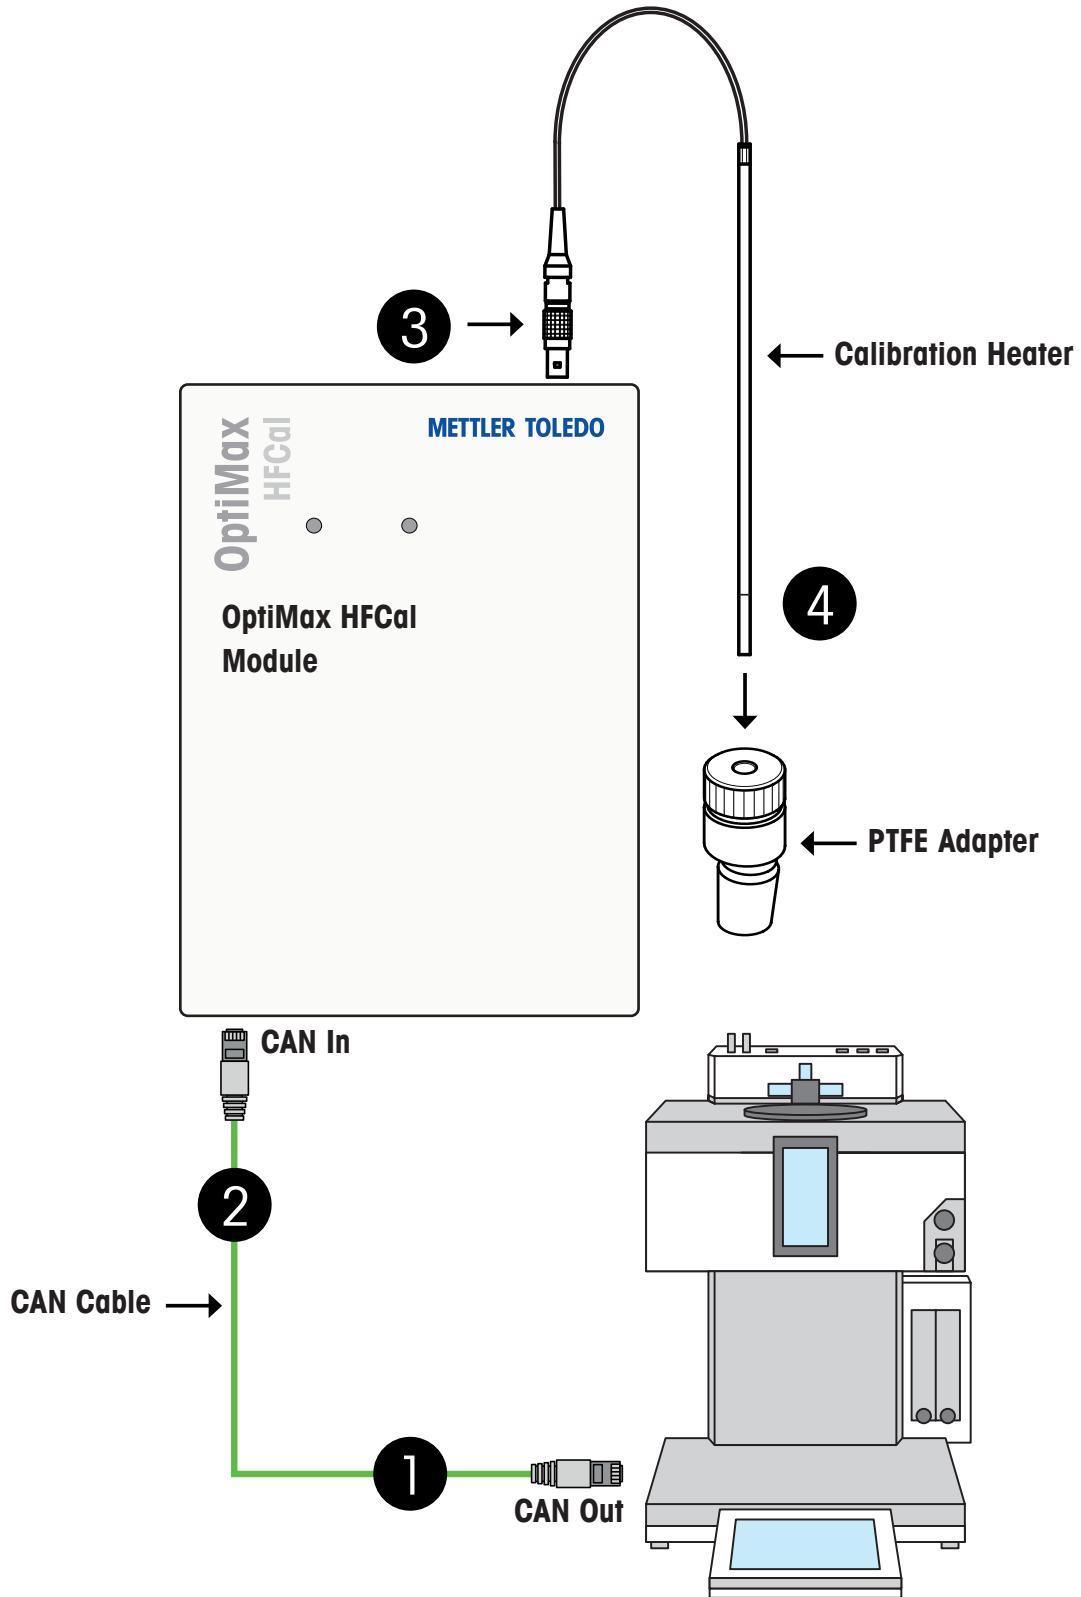 3
Calibration Heater
METTLER TOLEDO
OptiMax
HFCal
OptiMax HFCal
Module
4
PTFE Adapter
CAN In
2
CAN Cable
1
CAN Out